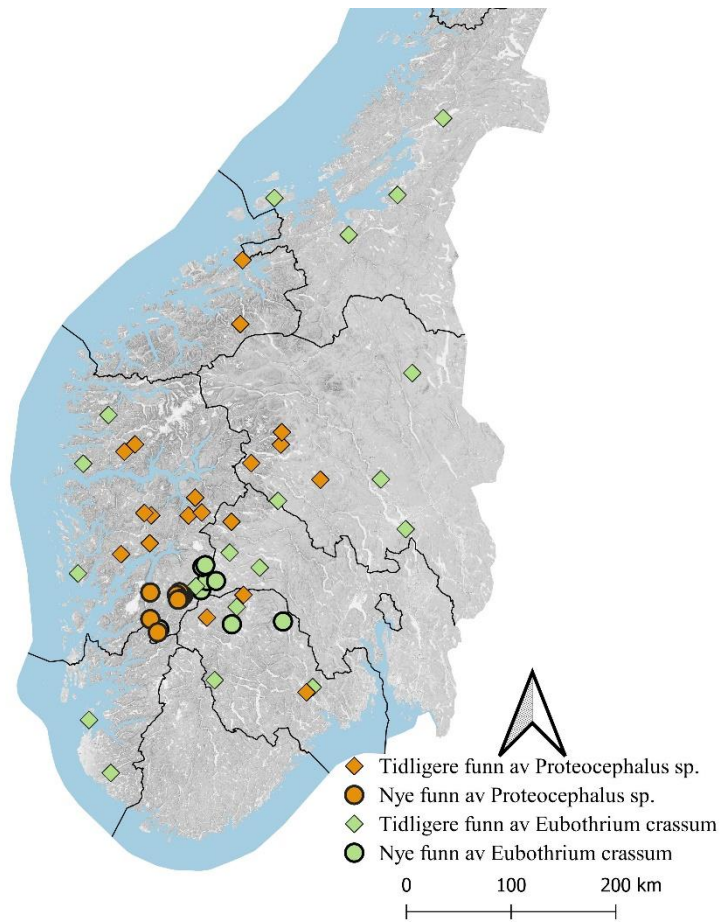 Tidligere funn av Proteocephalus sp.
Nye funn av Proteocephalus sp.
Tidligere funn av Eubothrium crassum
Nye funn av Eubothrium crassum
0 100 200 km